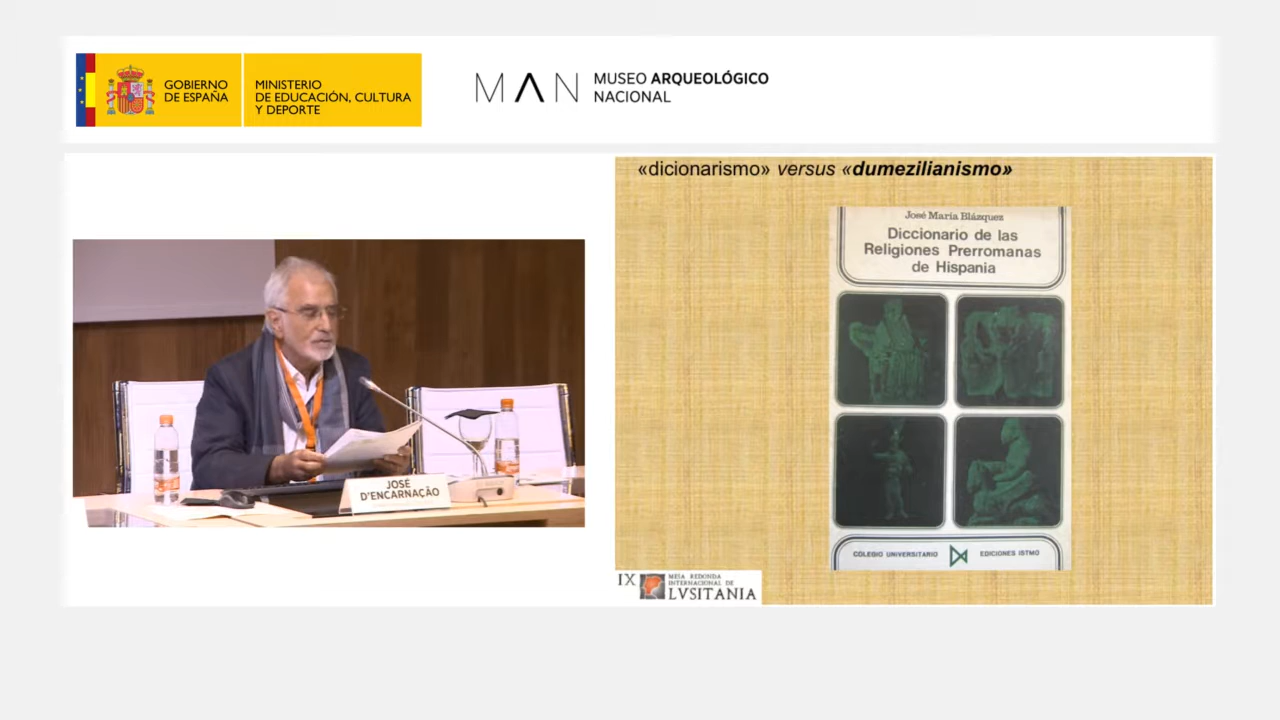 GOBIERNO
DE ESPAÑA
MINISTERIO
DE EDUCACIÓN, CULTURA
Y DEPORTE
MAN
MUSEO ARQUEOLÓGICO
NACIONAL
«dicionarismo» versus «dumezilianismo»
José María Blázquez
Diccionario de las
Religiones Prerromanas
de Hispania
COLEGIO UNIVERSITARIO
EDICIONES ISTMO
JOSÉ
D'ENCARNAÇÃO
IX
MESA REDONDA
INTERNACIONAL DE
LVSITANIA